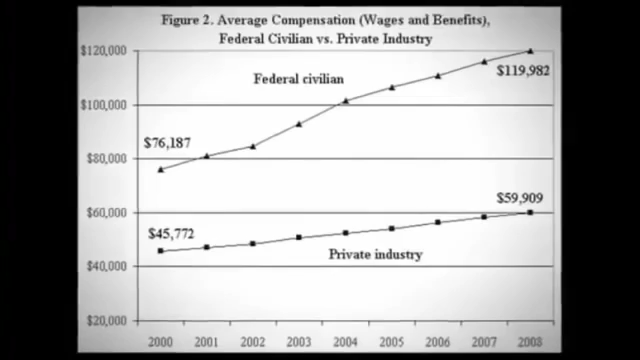 Figure 2. Average Compensation (Wages and Benefits),
Federal Civilian vs. Private Industry
$120,000
$119,982
Federal civilian
$100,000
$76,187
$80,000
$59,909
$60,000
$45,772
Private industry
$40,000
$20,000
2000 2001 2002 2003 2004 2005 2006 2007 2008